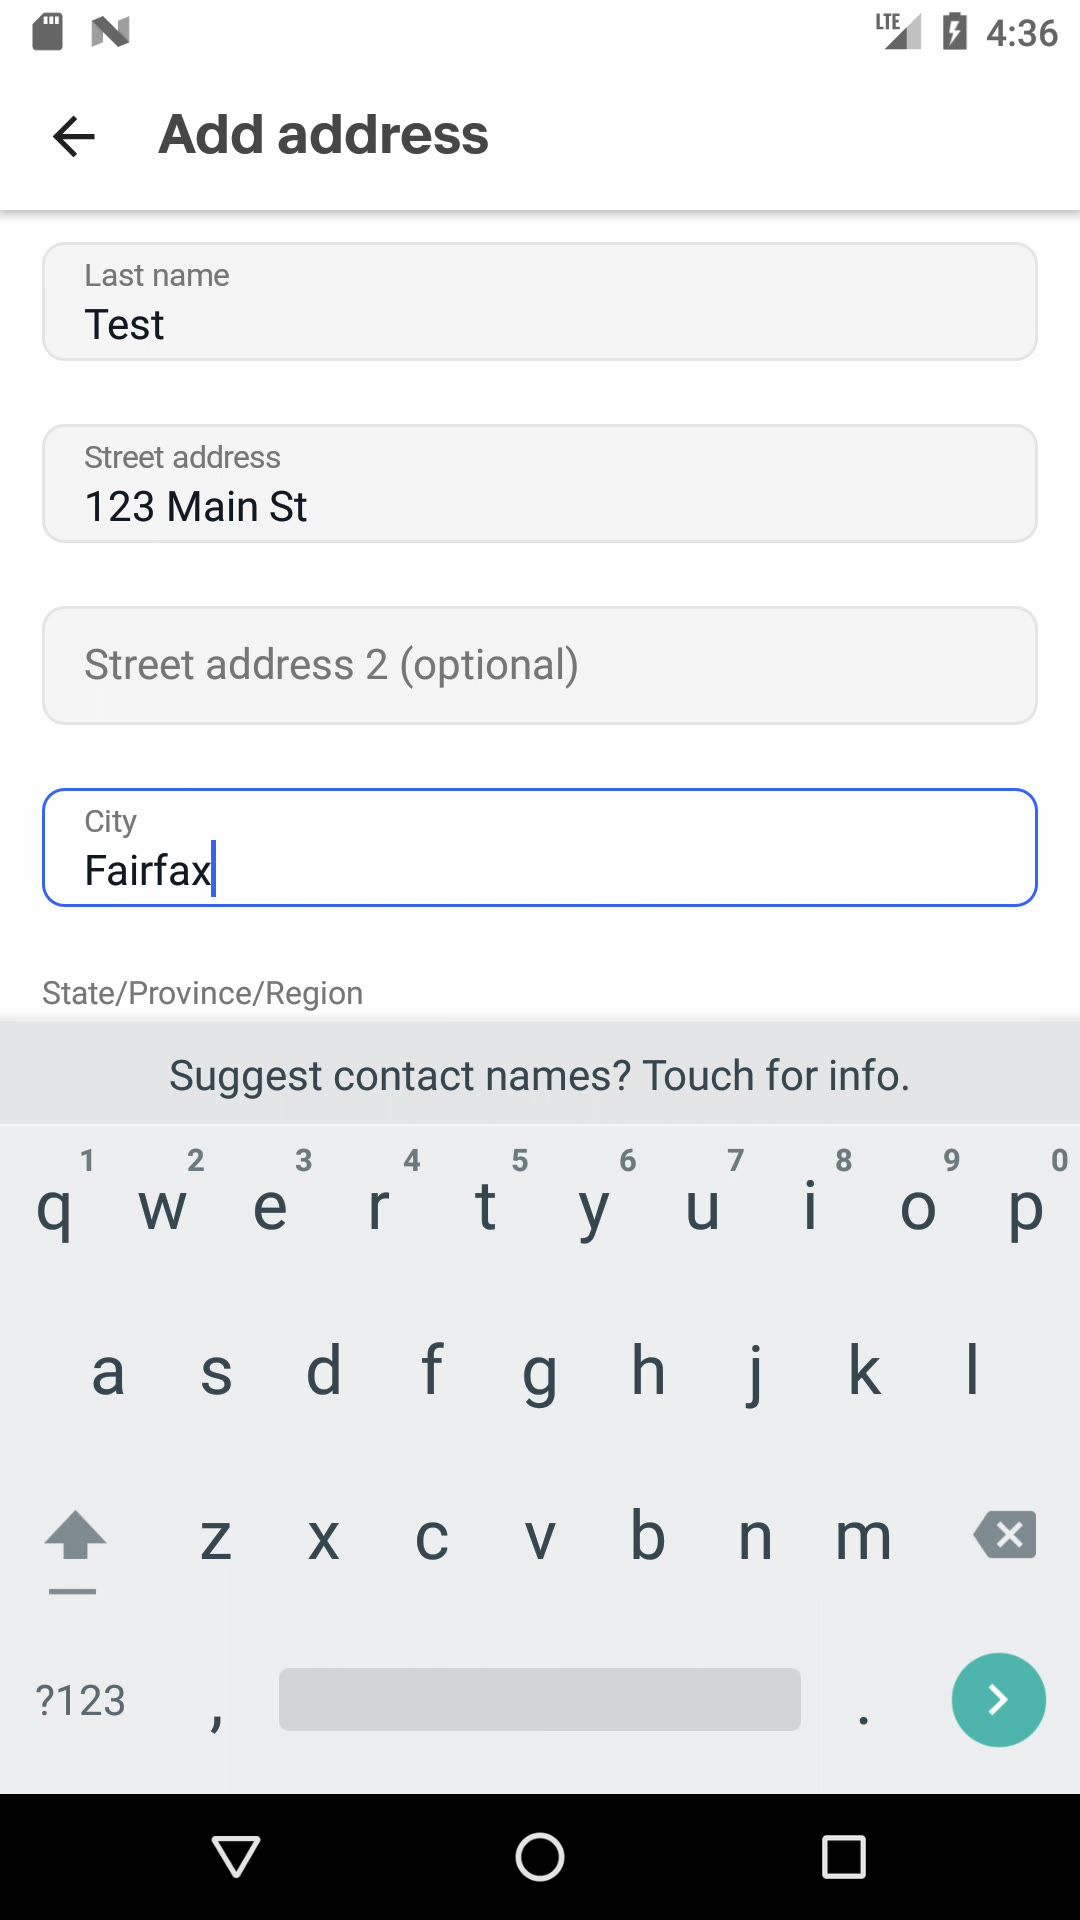 LTE 4:36
Add address
Last name
Test
Street address
123 Main St
Street address 2 (optional)
City
Fairfax
State/Province/Region
Suggest contact names? Touch for info.
1 2 3 4 5 6 7 8 9 0
q w e r t y u i o p
a s d f g h j k l
z x c v b n m
?123 , .